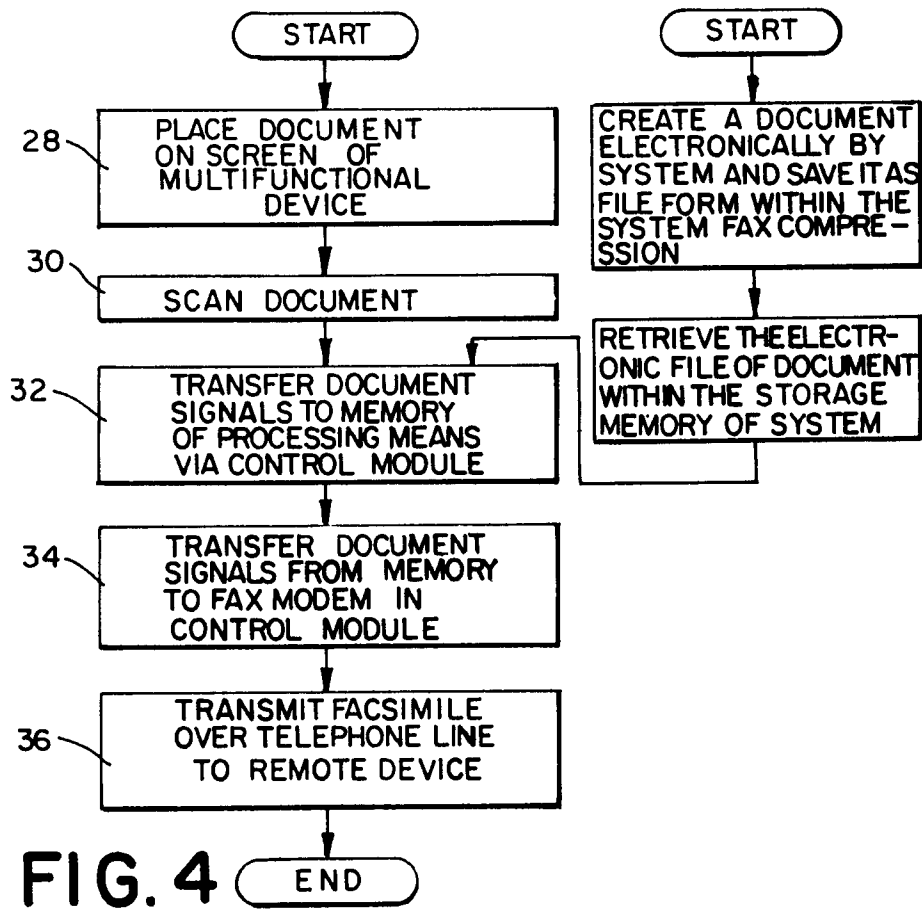 START
28
PLACE DOCUMENT
ON SCREEN OF
MULTIFUNCTIONAL
DEVICE
30
SCAN DOCUMENT
32
TRANSFER DOCUMENT
SIGNALS TO MEMORY
OF PROCESSING MEANS
VIA CONTROL MODULE
34
TRANSFER DOCUMENT
SIGNALS FROM MEMORY
TO FAX MODEM IN
CONTROL MODULE
36
TRANSMIT FACSIMILE
OVER TELEPHONE LINE
TO REMOTE DEVICE
END
START
CREATE A DOCUMENT
ELECTRONICALLY BY
SYSTEM AND SAVE IT AS
FILE FORM WITHIN THE
SYSTEM FAX COMPRE-
SSION
RETRIEVE THE ELECTR-
ONIC FILE OF DOCUMENT
WITHIN THE STORAGE
MEMORY OF SYSTEM
FIG. 4